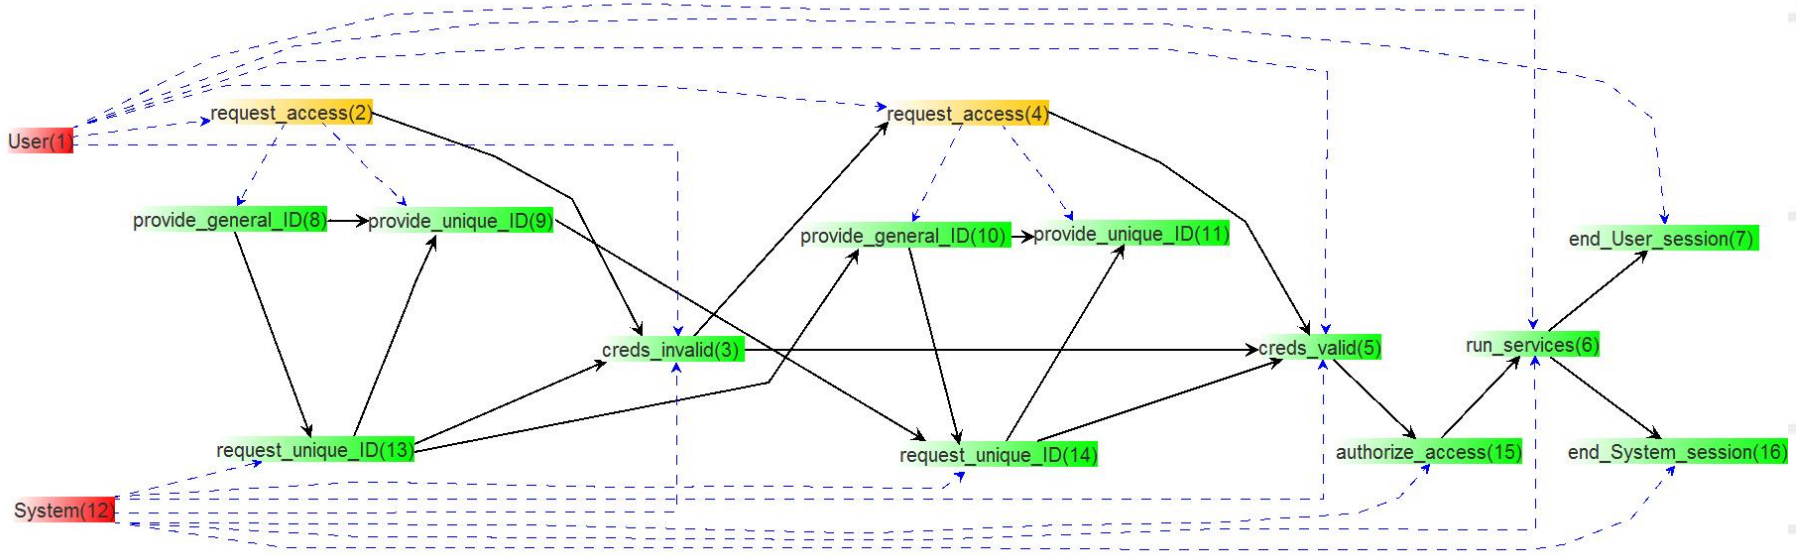 request_access(2)
request_access(4)
User(1)
provide_general_ID(8)
provide_unique_ID(9)
provide_general_ID(10)
provide_unique_ID(11)
end_User_session(7)
creds_invalid(3)
creds_valid(5)
run_services(6)
request_unique_ID(13)
request_unique_ID(14)
authorize_access(15)
end_System_session(16)
System(12)